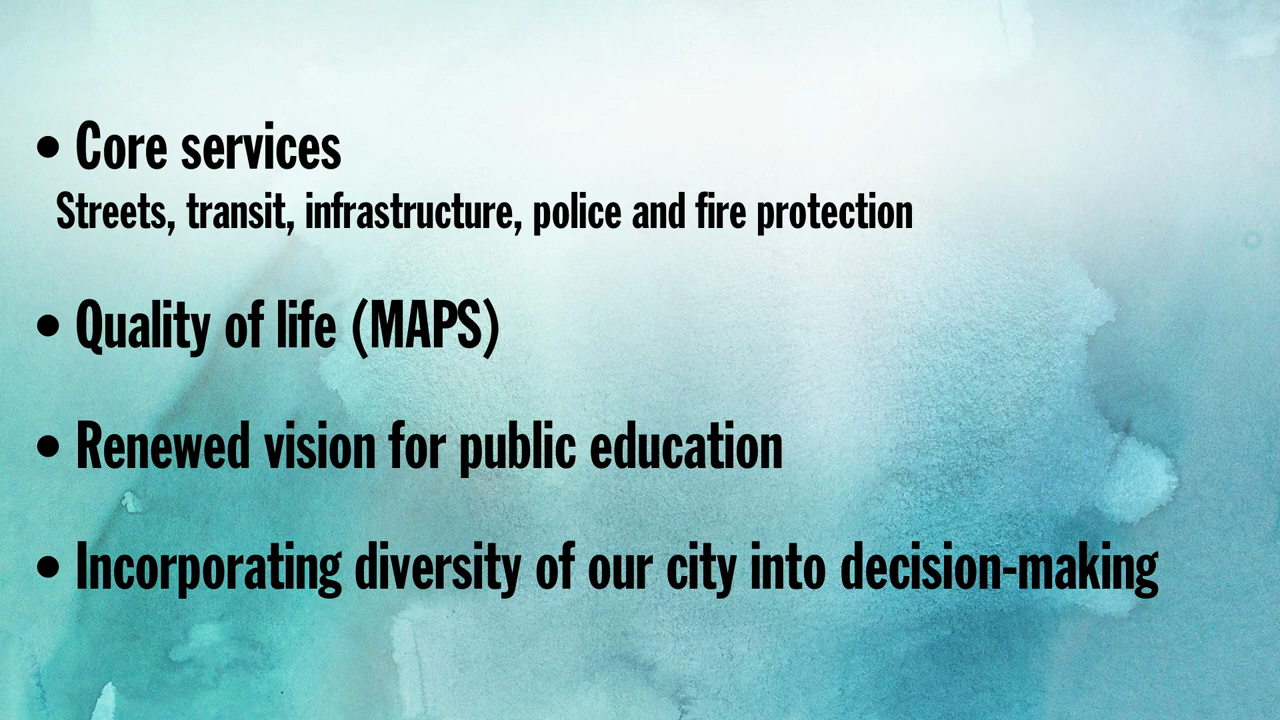 • Core services
Streets, transit, infrastructure, police and fire protection
• Quality of life (MAPS)
• Renewed vision for public education
• Incorporating diversity of our city into decision-making